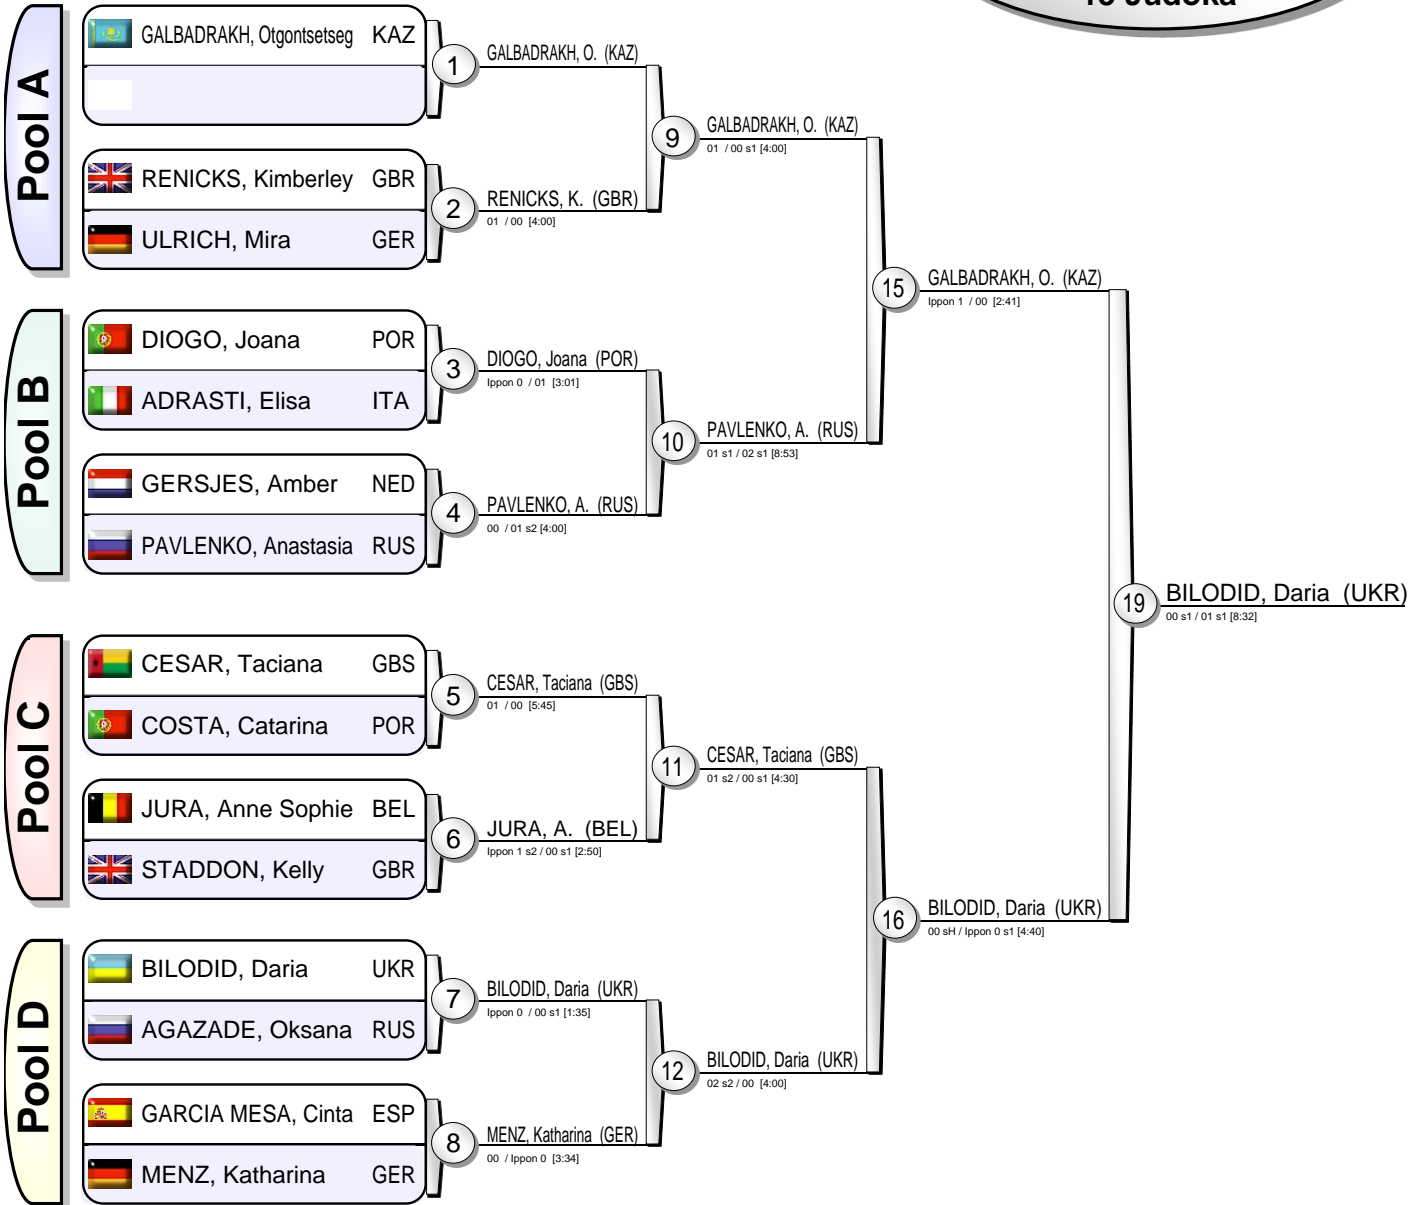 15 Judoka
Pool A
GALBADRAKH, Otgontsetseg KAZ
1
GALBADRAKH, O. (KAZ)
RENICKS, Kimberley GBR
ULRICH, Mira GER
2
RENICKS, K. (GBR)
01 / 00 [4:00]
9
GALBADRAKH, O. (KAZ)
01 / 00 s1 [4:00]
Pool B
DIOGO, Joana POR
ADRASTI, Elisa ITA
3
DIOGO, Joana (POR)
Ippon 0 / 01 [3:01]
GERSJES, Amber NED
PAVLENKO, Anastasia RUS
4
PAVLENKO, A. (RUS)
00 / 01 s2 [4:00]
10
PAVLENKO, A. (RUS)
01 s1 / 02 s1 [8:53]
15
GALBADRAKH, O. (KAZ)
Ippon 1 / 00 [2:41]
Pool C
CESAR, Taciana GBS
COSTA, Catarina POR
5
CESAR, Taciana (GBS)
01 / 00 [5:45]
JURA, Anne Sophie BEL
STADDON, Kelly GBR
6
JURA, A. (BEL)
Ippon 1 s2 / 00 s1 [2:50]
11
CESAR, Taciana (GBS)
01 s2 / 00 s1 [4:30]
Pool D
BILODID, Daria UKR
AGAZADE, Oksana RUS
7
BILODID, Daria (UKR)
Ippon 0 / 00 s1 [1:35]
GARCIA MESA, Cinta ESP
MENZ, Katharina GER
8
MENZ, Katharina (GER)
00 / Ippon 0 [3:34]
12
BILODID, Daria (UKR)
02 s2 / 00 [4:00]
16
BILODID, Daria (UKR)
00 sH / Ippon 0 s1 [4:40]
19
BILODID, Daria (UKR)
00 s1 / 01 s1 [8:32]